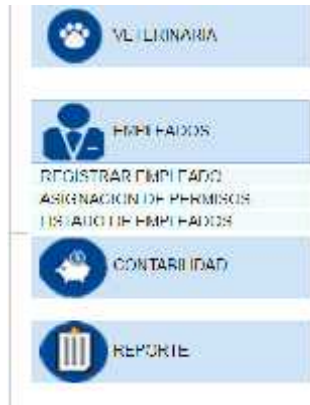 VETERINARIA
EMPLEADOS
REGISTRAR EMPLEADO
ASIGNACION DE PERMISOS
LISTADO DE EMPLEADOS
CONTABILIDAD
REPORTE